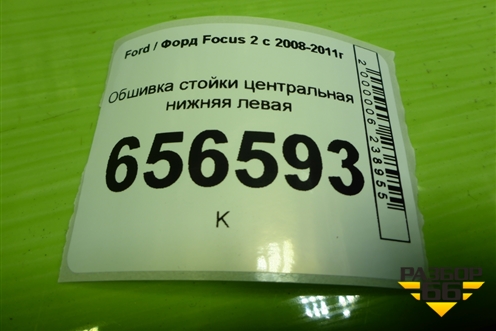 Ford / Форд Focus 2 с 2008-2011г
Обшивка стойки центральная
нижняя левая
656593
К
2000006238955
РАЗБОР
66